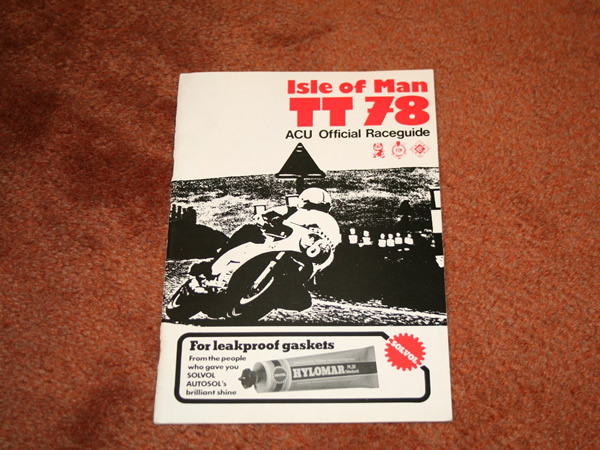 Isle of Man
TT 78
ACU Official Raceguide
6
For leakproof gaskets
From the people
who gave you
SOLVOL
AUTOSOL's
brilliant shine
HYLOMAR
SOLVOL